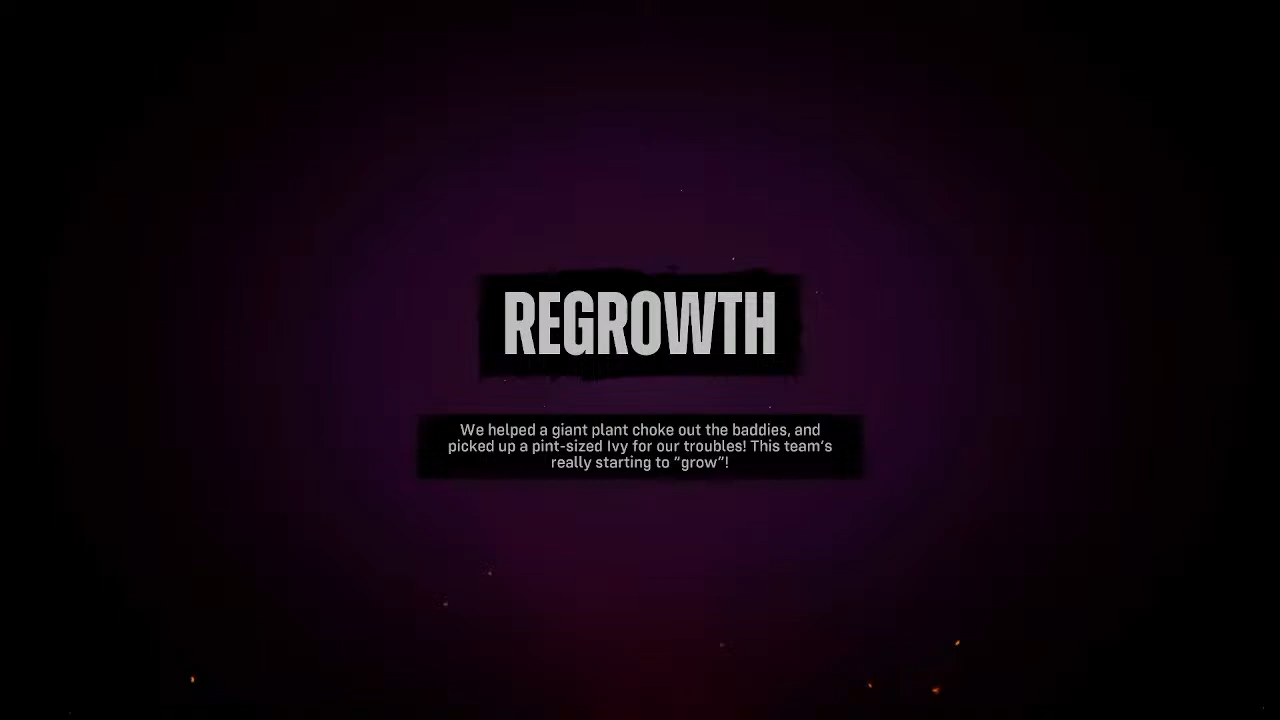 REGROWTH
We helped a giant plant choke out the baddies, and
picked up a pint-sized Ivy for our troubles! This team's
really starting to "grow"!